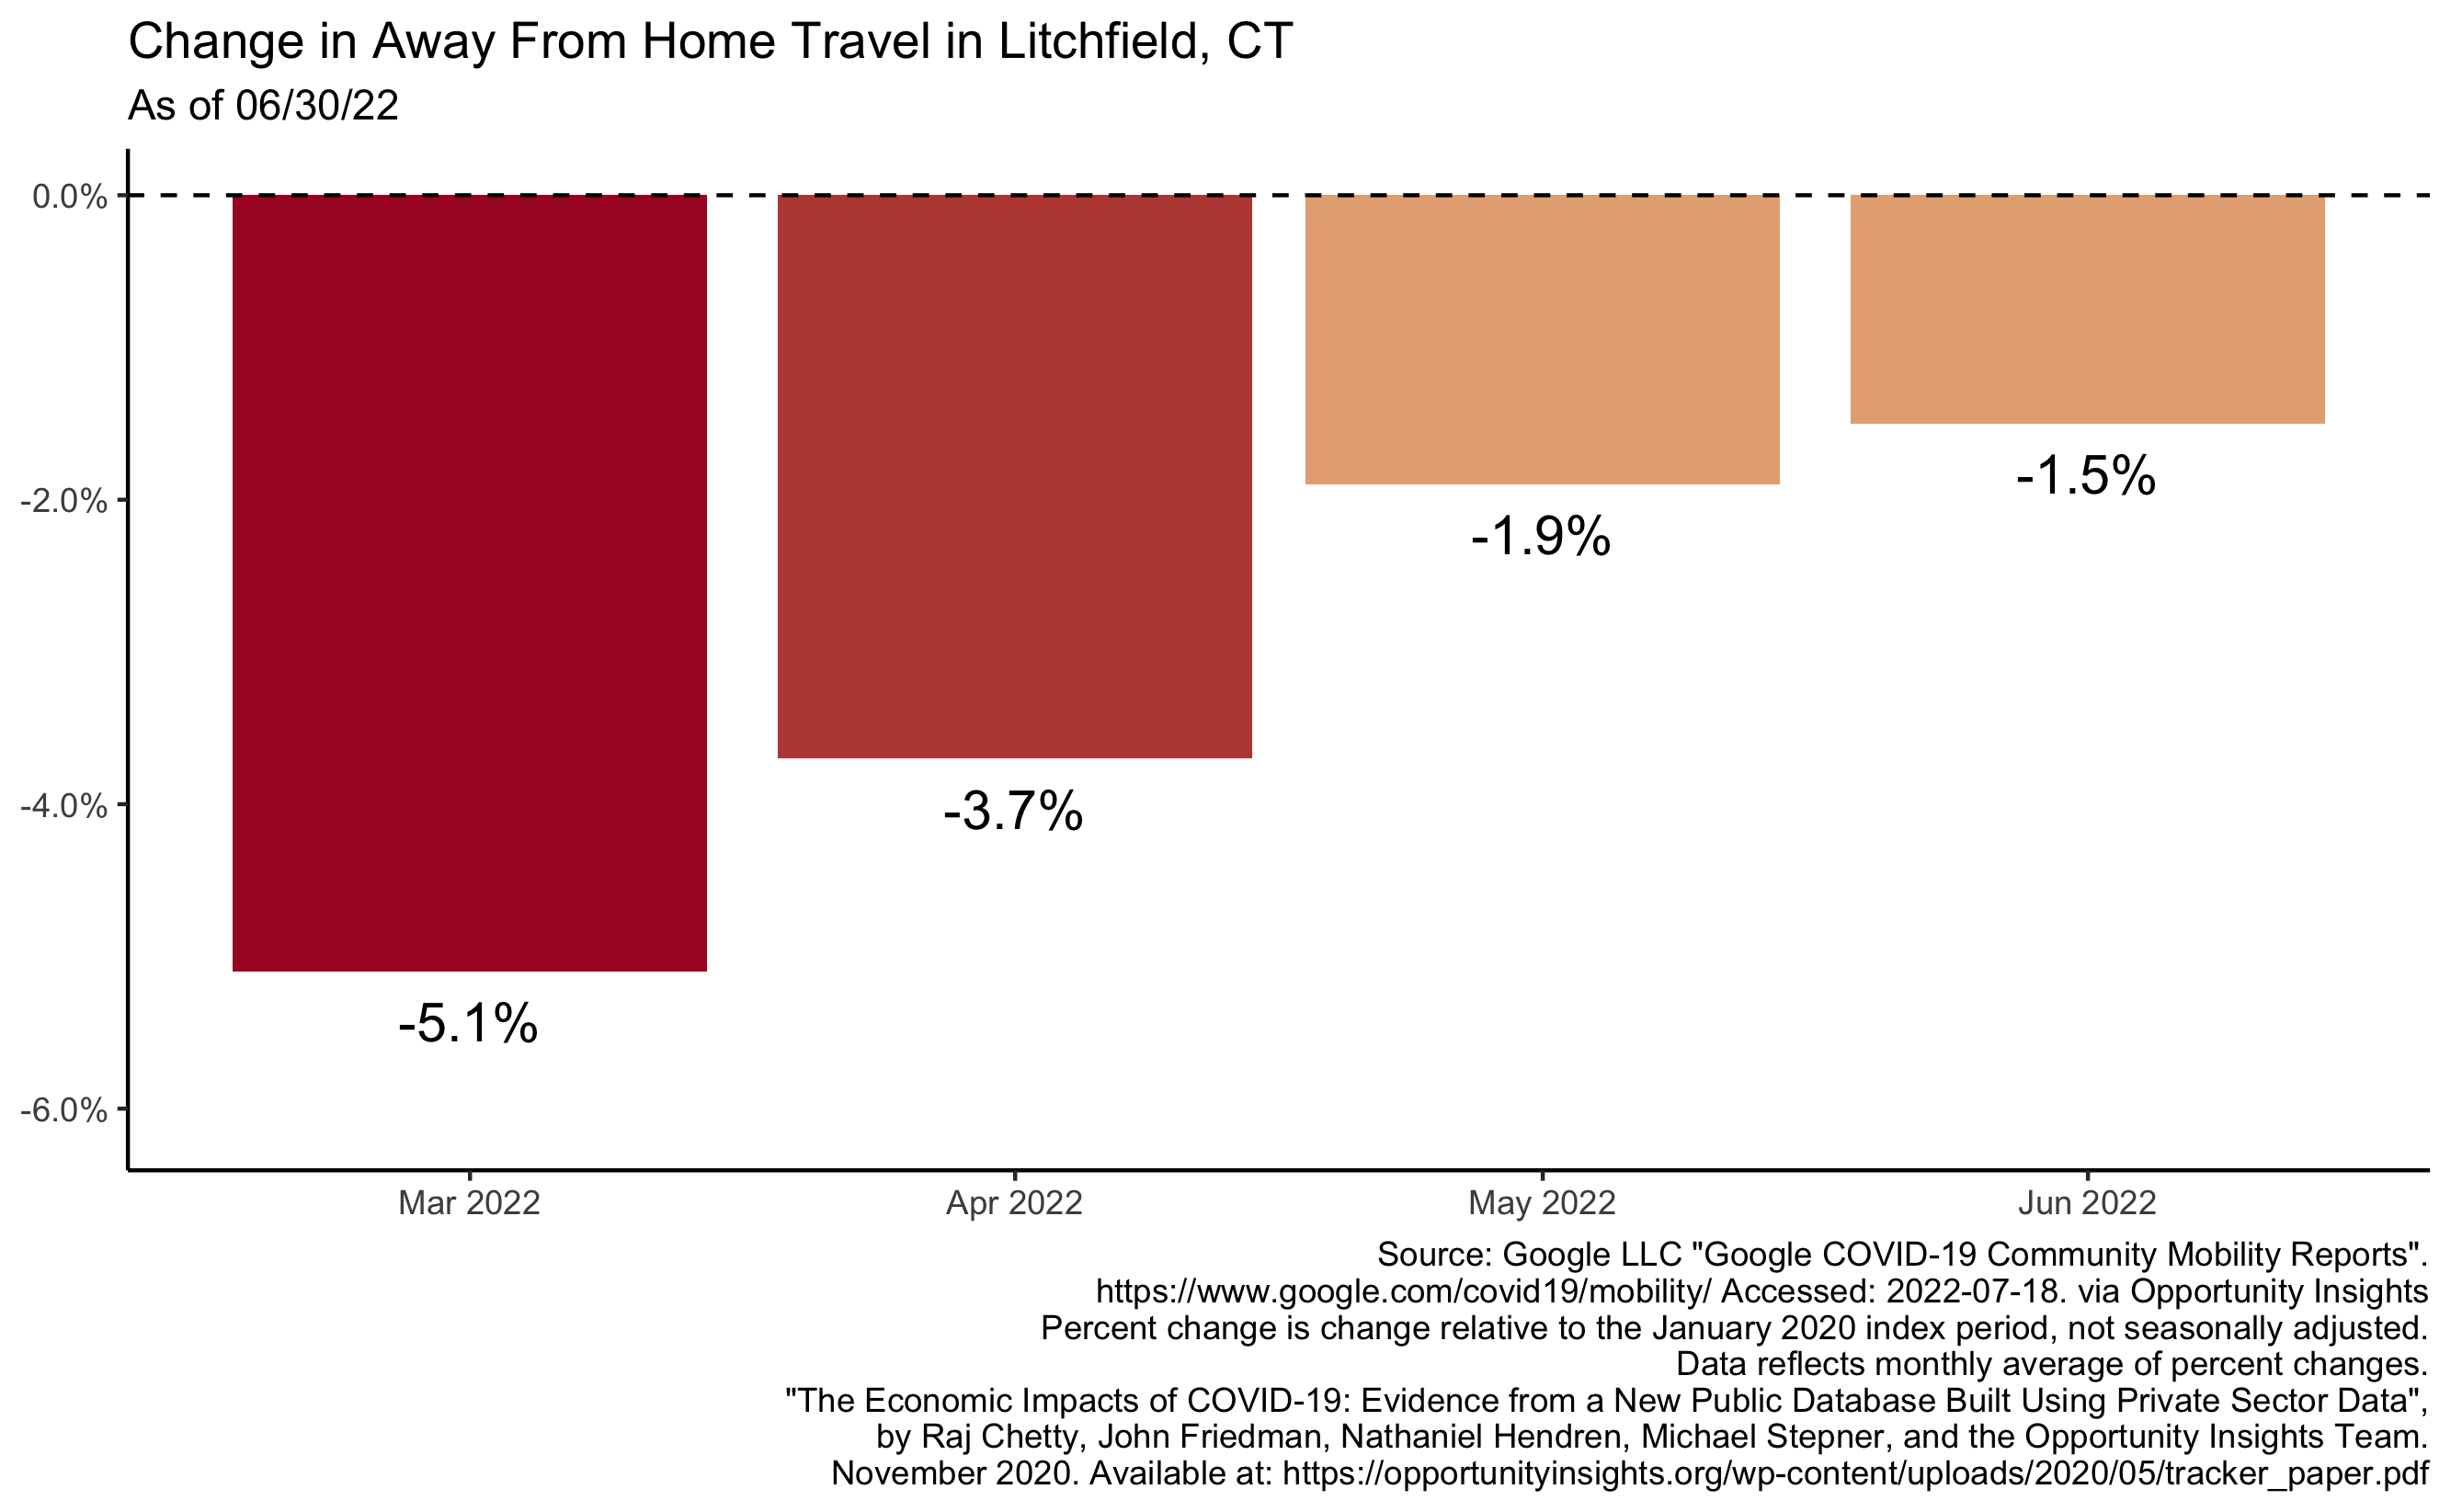 Change in Away From Home Travel in Litchfield, CT
As of 06/30/22
0.0%
-2.0%
-4.0%
-6.0%
-5.1%
-3.7%
-1.9%
-1.5%
Mar 2022
Apr 2022
May 2022
Jun 2022
Source: Google LLC "Google COVID-19 Community Mobility Reports".
https://www.google.com/covid19/mobility/ Accessed: 2022-07-18. via Opportunity Insights
Percent change is change relative to the January 2020 index period, not seasonally adjusted.
Data reflects monthly average of percent changes.
"The Economic Impacts of COVID-19: Evidence from a New Public Database Built Using Private Sector Data",
by Raj Chetty, John Friedman, Nathaniel Hendren, Michael Stepner, and the Opportunity Insights Team.
November 2020. Available at: https://opportunityinsights.org/wp-content/uploads/2020/05/tracker_paper.pdf